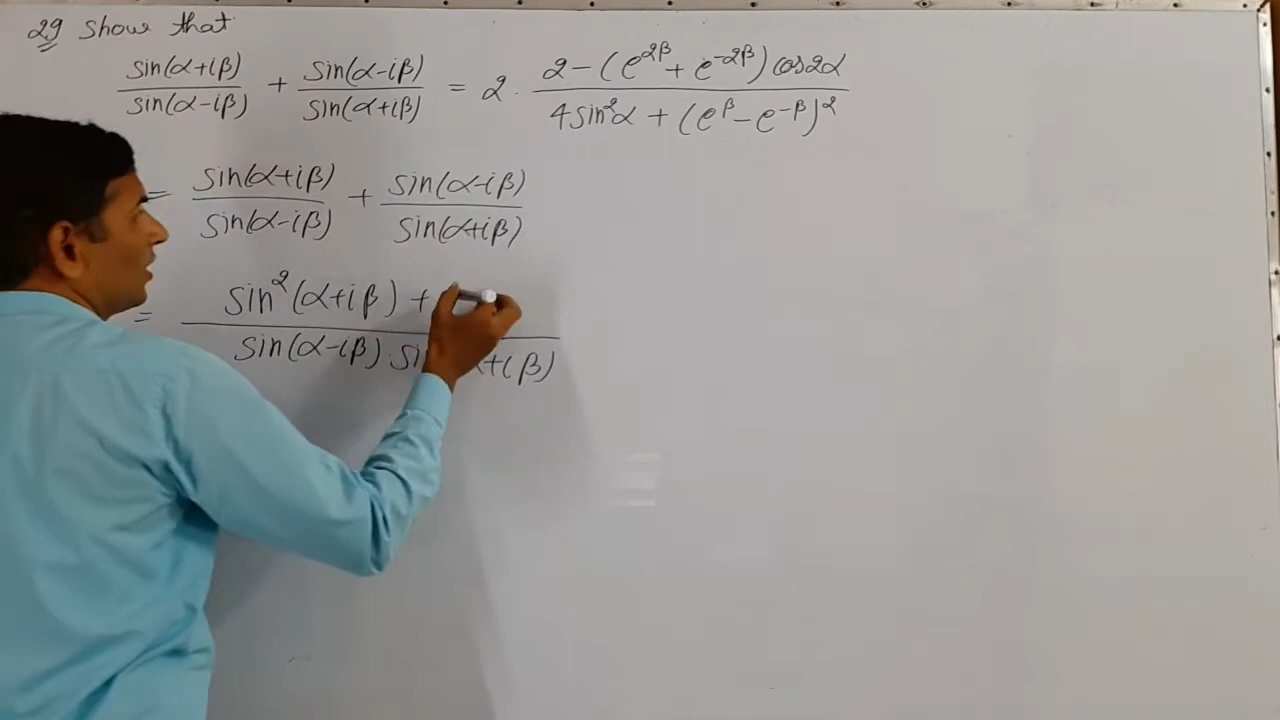 29 Show that
sin(α+iβ)/sin(α-iβ) + sin(α-iβ)/sin(α+iβ) = 2 . 2-(e^2β + e^-2β) cos2α / 4sin²α + (e^β - e^-β)²
= sin(α+iβ)/sin(α-iβ) + sin(α-iβ)/sin(α+iβ)
= sin²(α+iβ) + / sin(α-iβ) . +iβ)